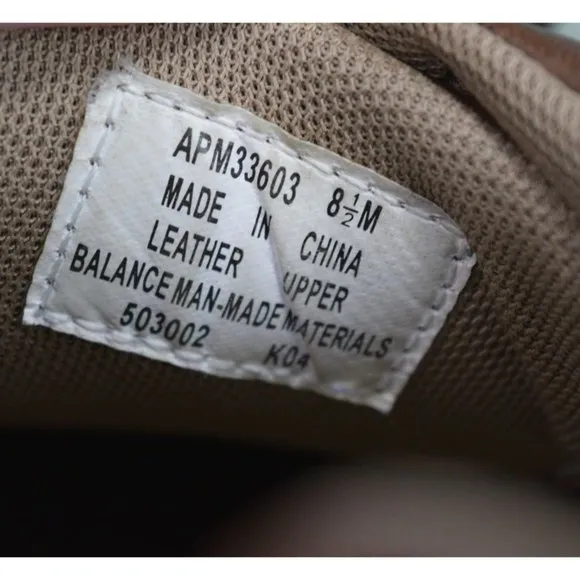 APM33603 8½M
MADE IN CHINA
LEATHER UPPER
BALANCE MAN-MADE MATERIALS
503002 K04